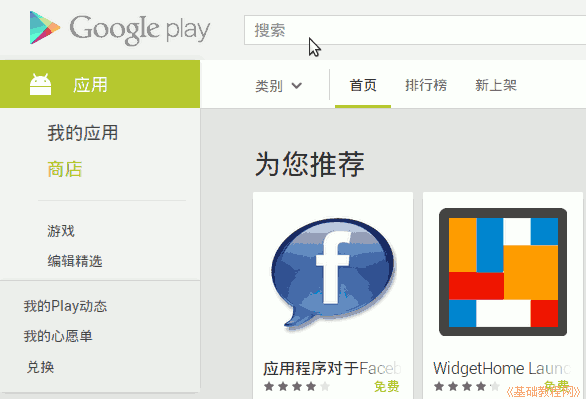 Google play
搜索
应用
类别
首页
排行榜
新上架
我的应用
商店
游戏
编辑精选
我的Play动态
我的心愿单
兑换
为您推荐
f
应用程序对于Faceb
免费
WidgetHome Launc
免费
《基础教程网》